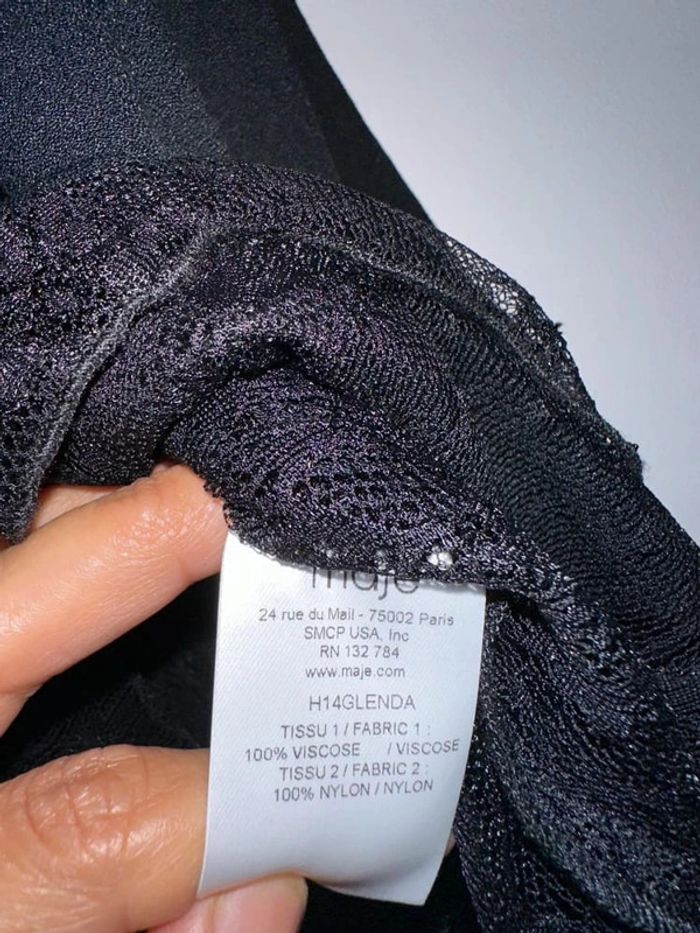 maje
24 rue du Mail - 75002 Paris
SMCP USA, Inc
RN 132 784
www.maje.com
H14GLENDA
TISSU 1 / FABRIC 1 :
100% VISCOSE / VISCOSE
TISSU 2 / FABRIC 2 :
100% NYLON / NYLON